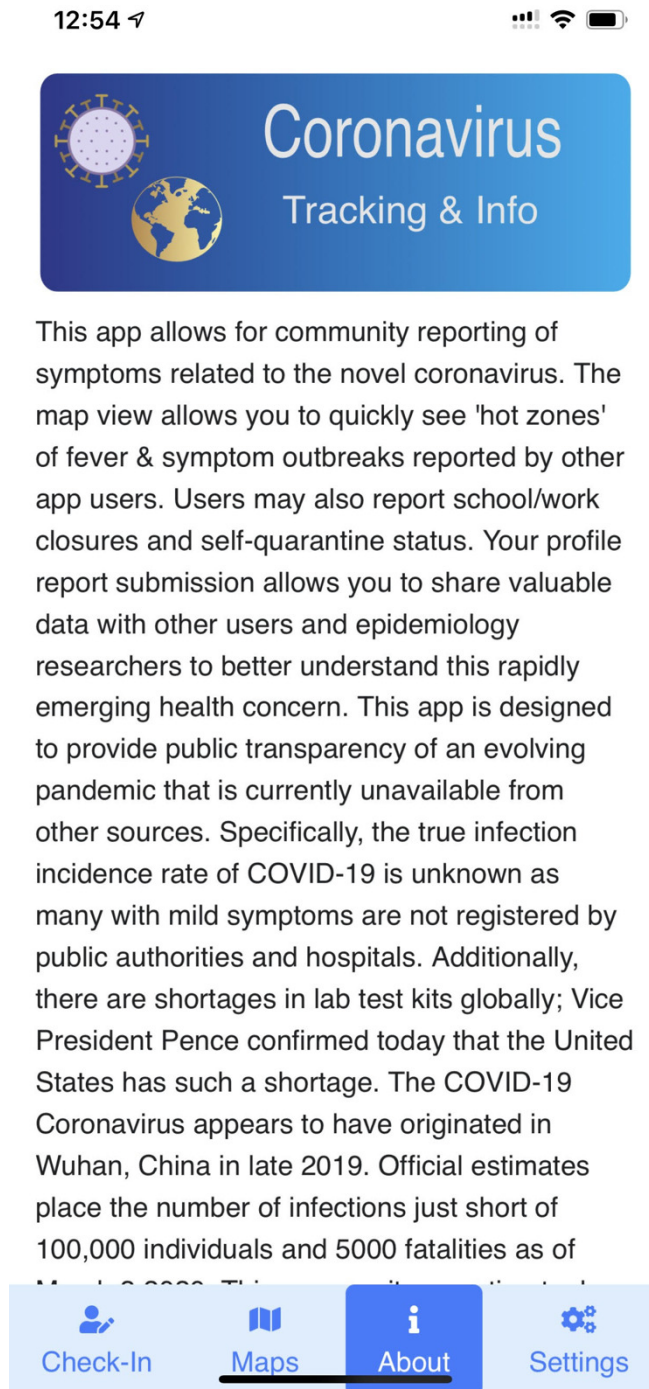 12:54
Coronavirus
Tracking & Info
This app allows for community reporting of
symptoms related to the novel coronavirus. The
map view allows you to quickly see 'hot zones'
of fever & symptom outbreaks reported by other
app users. Users may also report school/work
closures and self-quarantine status. Your profile
report submission allows you to share valuable
data with other users and epidemiology
researchers to better understand this rapidly
emerging health concern. This app is designed
to provide public transparency of an evolving
pandemic that is currently unavailable from
other sources. Specifically, the true infection
incidence rate of COVID-19 is unknown as
many with mild symptoms are not registered by
public authorities and hospitals. Additionally,
there are shortages in lab test kits globally; Vice
President Pence confirmed today that the United
States has such a shortage. The COVID-19
Coronavirus appears to have originated in
Wuhan, China in late 2019. Official estimates
place the number of infections just short of
100,000 individuals and 5000 fatalities as of
Check-In
Maps
About
Settings